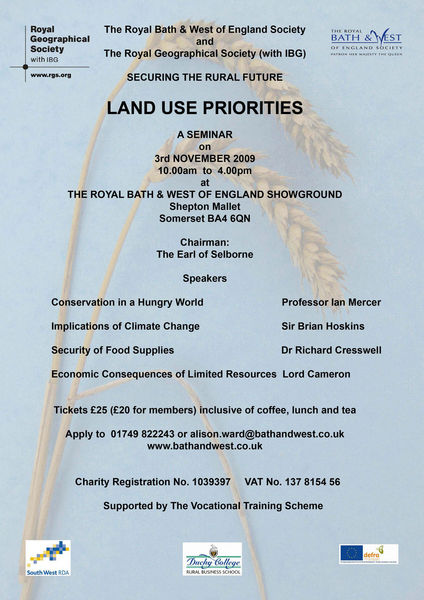 Royal
Geographical
Society
with IBG
www.rgs.org
The Royal Bath & West of England Society
and
The Royal Geographical Society (with IBG)
THE ROYAL
BATH & WEST
OF ENGLAND SOCIETY
PATRON HER MAJESTY THE QUEEN
SECURING THE RURAL FUTURE
LAND USE PRIORITIES
A SEMINAR
on
3rd NOVEMBER 2009
10.00am to 4.00pm
at
THE ROYAL BATH & WEST OF ENGLAND SHOWGROUND
Shepton Mallet
Somerset BA4 6QN
Chairman:
The Earl of Selborne
Speakers
Conservation in a Hungry World Professor Ian Mercer
Implications of Climate Change Sir Brian Hoskins
Security of Food Supplies Dr Richard Cresswell
Economic Consequences of Limited Resources Lord Cameron
Tickets £25 (£20 for members) inclusive of coffee, lunch and tea
Apply to 01749 822243 or alison.ward@bathandwest.co.uk
www.bathandwest.co.uk
Charity Registration No. 1039397 VAT No. 137 8154 56
Supported by The Vocational Training Scheme
South West RDA
Duchy College
RURAL BUSINESS SCHOOL
defra